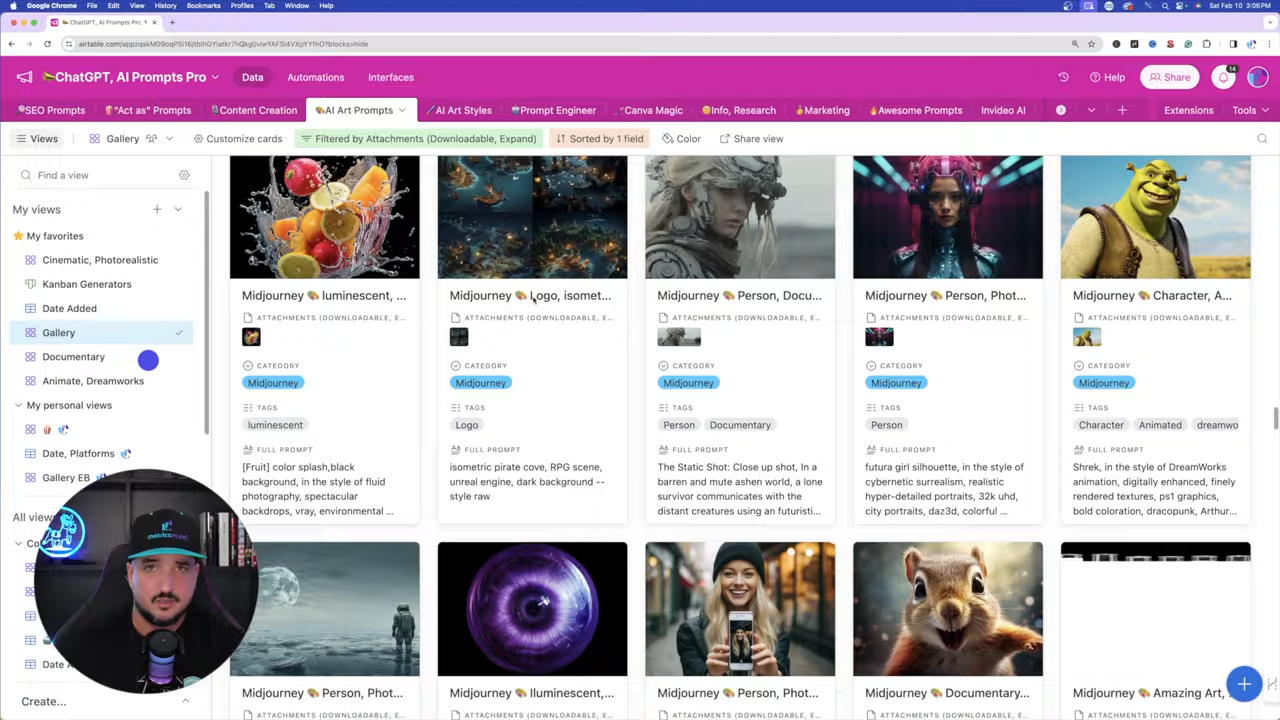 Google Chrome File Edit View History Bookmarks Profiles Tab Window Help Sat Feb 10 3:06 PM
ChatGPT, AI Prompts Pro:
airtable.com/appzqakM09oqPSl16/tblhGYiatkr7hQkgl/viwYAFSi4VXpYYfhO?blocks=hide
ChatGPT, AI Prompts Pro Data Automations Interfaces Help Share 14
SEO Prompts "Act as" Prompts Content Creation AI Art Prompts AI Art Styles Prompt Engineer Canva Magic Info, Research Marketing Awesome Prompts Invideo AI Extensions Tools
Views Gallery Customize cards Filtered by Attachments (Downloadable, Expand) Sorted by 1 field Color Share view
Find a view
My views
My favorites
Cinematic, Photorealistic
Kanban Generators
Date Added
Gallery
Documentary
Animate, Dreamworks
My personal views
Date, Platforms
Gallery EB
All views
Date
Create...
metricsmule
Midjourney 🎨 luminescent, ...
ATTACHMENTS (DOWNLOADABLE, E...
CATEGORY
Midjourney
TAGS
luminescent
FULL PROMPT
[Fruit] color splash,black
background, in the style of fluid
photography, spectacular
backdrops, vray, environmental ...
Midjourney 🎨 Logo, isomet...
ATTACHMENTS (DOWNLOADABLE, E...
CATEGORY
Midjourney
TAGS
Logo
FULL PROMPT
isometric pirate cove, RPG scene,
unreal engine, dark background --
style raw
Midjourney 🎨 Person, Docu...
ATTACHMENTS (DOWNLOADABLE, E...
CATEGORY
Midjourney
TAGS
Person Documentary
FULL PROMPT
The Static Shot: Close up shot, In a
barren and mute ashen world, a lone
survivor communicates with the
distant creatures using an futuristi...
Midjourney 🎨 Person, Phot...
ATTACHMENTS (DOWNLOADABLE, E...
CATEGORY
Midjourney
TAGS
Person
FULL PROMPT
futura girl silhouette, in the style of
cybernetic surrealism, realistic
hyper-detailed portraits, 32k uhd,
city portraits, daz3d, colorful ...
Midjourney 🎨 Character, A...
ATTACHMENTS (DOWNLOADABLE, E...
CATEGORY
Midjourney
TAGS
Character Animated dreamwo
FULL PROMPT
Shrek, in the style of DreamWorks
animation, digitally enhanced, finely
rendered textures, ps1 graphics,
bold coloration, dracopunk, Arthur...
Midjourney 🎨 Person, Phot...
ATTACHMENTS (DOWNLOADABLE, E...
Midjourney 🎨 Iluminescent,...
ATTACHMENTS (DOWNLOADABLE, E...
Midjourney 🎨 Person, Phot...
ATTACHMENTS (DOWNLOADABLE, E...
Midjourney 🎨 Documentary...
ATTACHMENTS (DOWNLOADABLE, E...
Midjourney 🎨 Amazing Art,
ATTACHMENTS (DOWNLOADABLE, E...